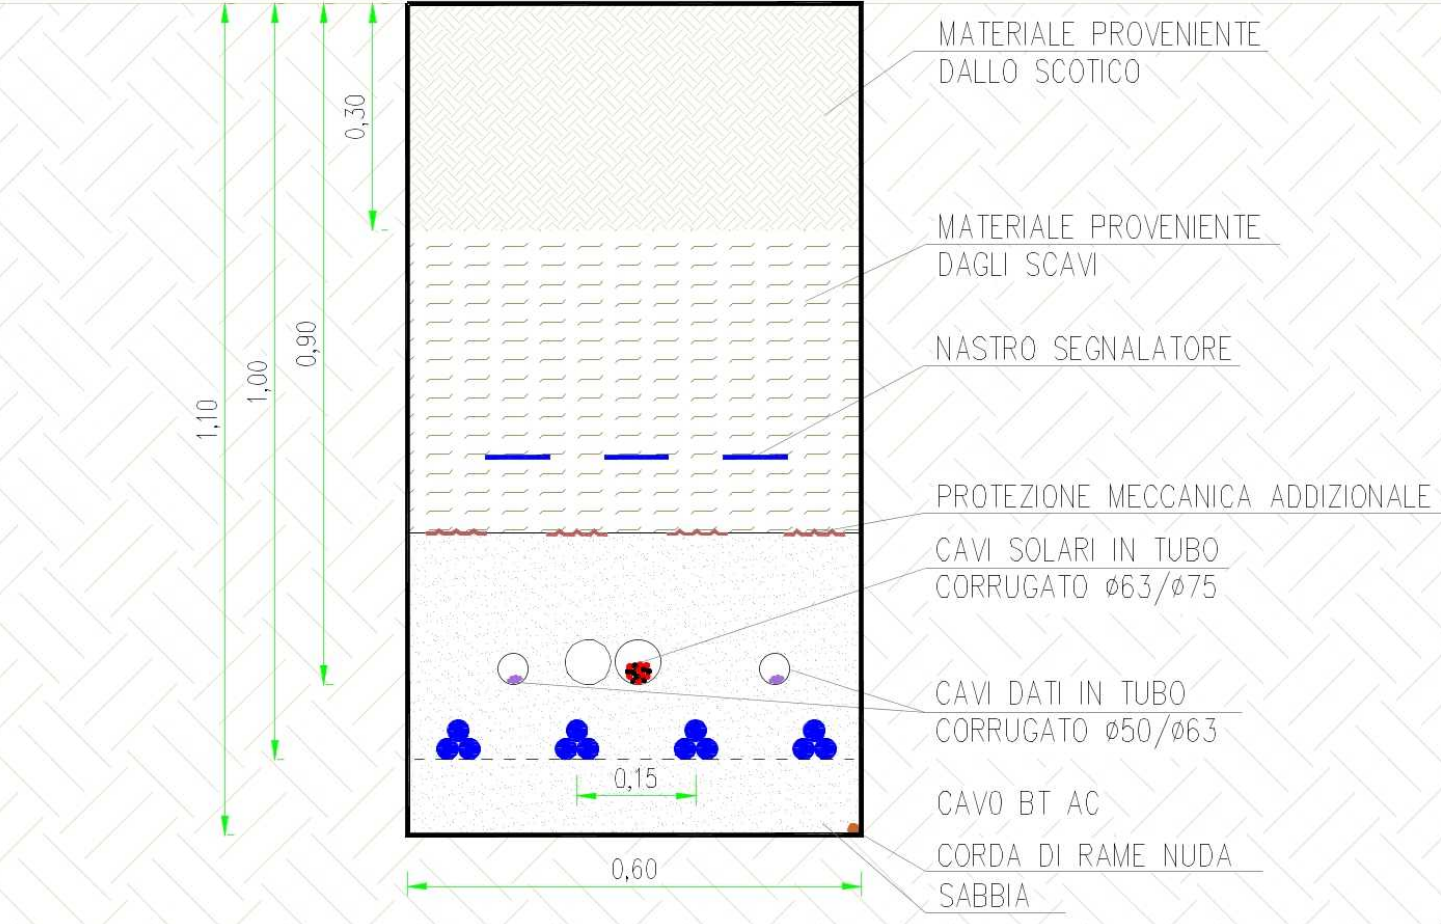 MATERIALE PROVENIENTE
DALLO SCOTICO
0,30
MATERIALE PROVENIENTE
DAGLI SCAVI
0,90
NASTRO SEGNALATORE
1,00
1,10
PROTEZIONE MECCANICA ADDIZIONALE
CAVI SOLARI IN TUBO
CORRUGATO ø63/ø75
CAVI DATI IN TUBO
CORRUGATO ø50/ø63
0,15
CAVO BT AC
CORDA DI RAME NUDA
0,60
SABBIA